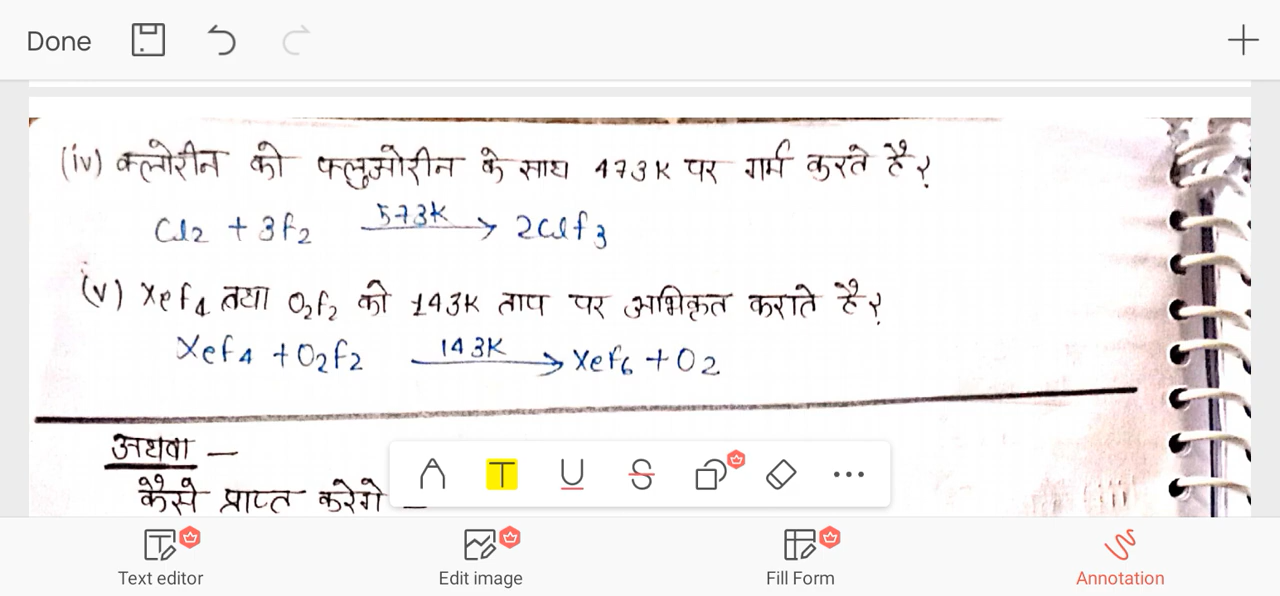 Done
(iv) क्लोरीन को फ्लुओरीन के साथ 473K पर गर्म करते है?
Cl2 + 3f2 573K → 2Clf3
(v) Xef4 तथा O2f2 को 143K ताप पर अभिकृत कराते है?
Xef4 + O2f2 143K → Xef6 + O2
अथवा —
कैसे प्राप्त करेगे —
T U S
Text editor Edit image Fill Form Annotation